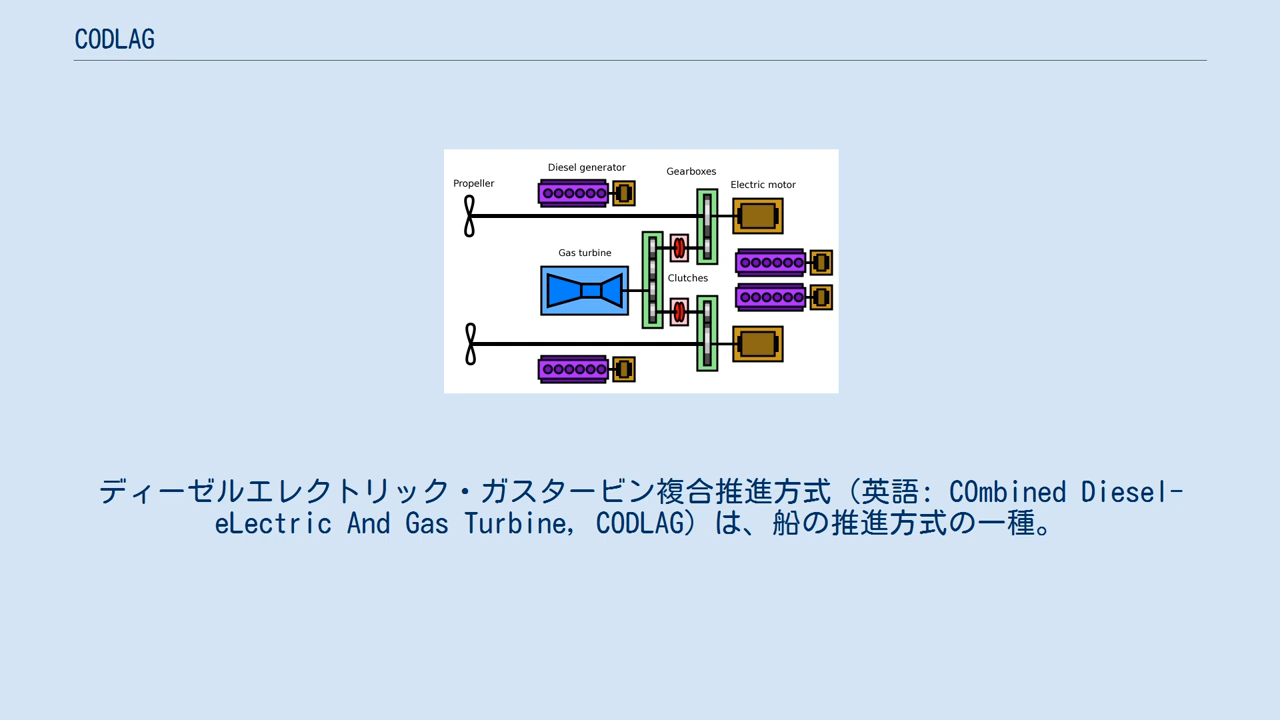 CODLAG
Diesel generator
Gearboxes
Propeller
Electric motor
Gas turbine
Clutches
ディーゼルエレクトリック・ガスタービン複合推進方式（英語: COmbined Diesel-
eLectric And Gas Turbine, CODLAG）は、船の推進方式の一種。